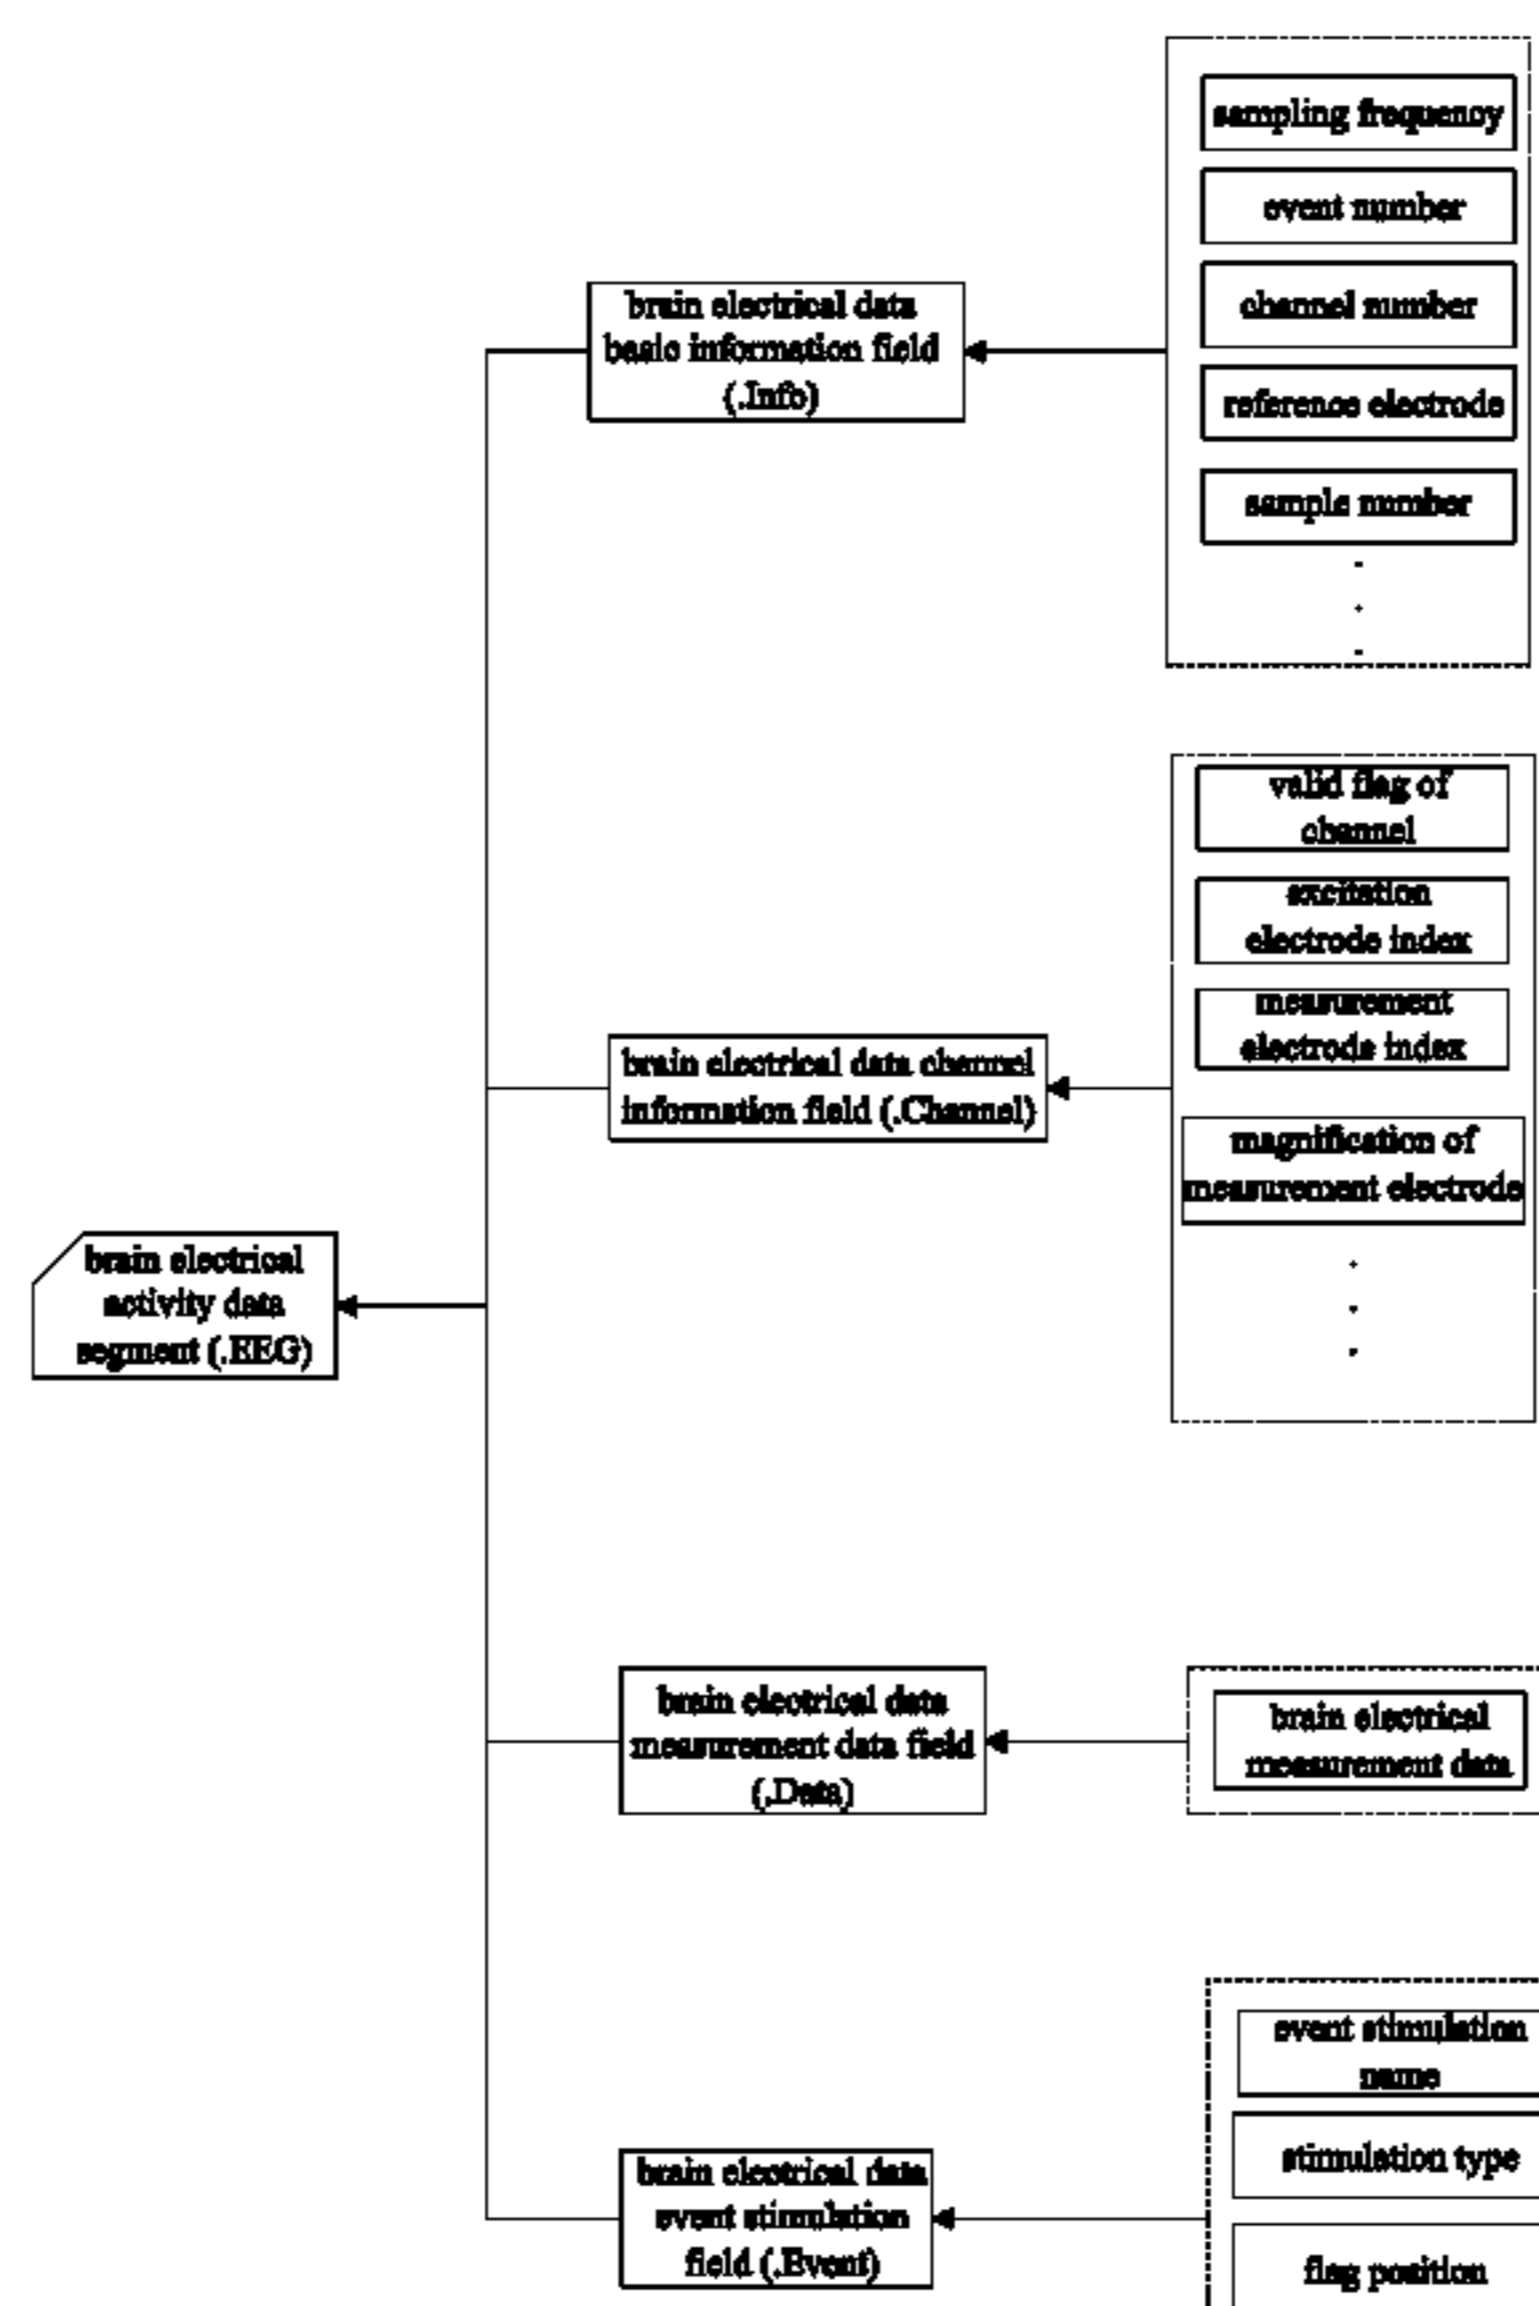 sampling frequency
event number
channel number
reference electrode
sample number
brain electrical data
basic information field
(.Info)
valid flag of
channel
excitation
electrode index
measurement
electrode index
magnification of
measurement electrode
brain electrical data channel
information field (.Channel)
brain electrical
activity data
segment (.EEG)
brain electrical data
measurement data field
(.Data)
brain electrical
measurement data
event stimulation
name
stimulation type
flag position
brain electrical data
event stimulation
field (.Event)